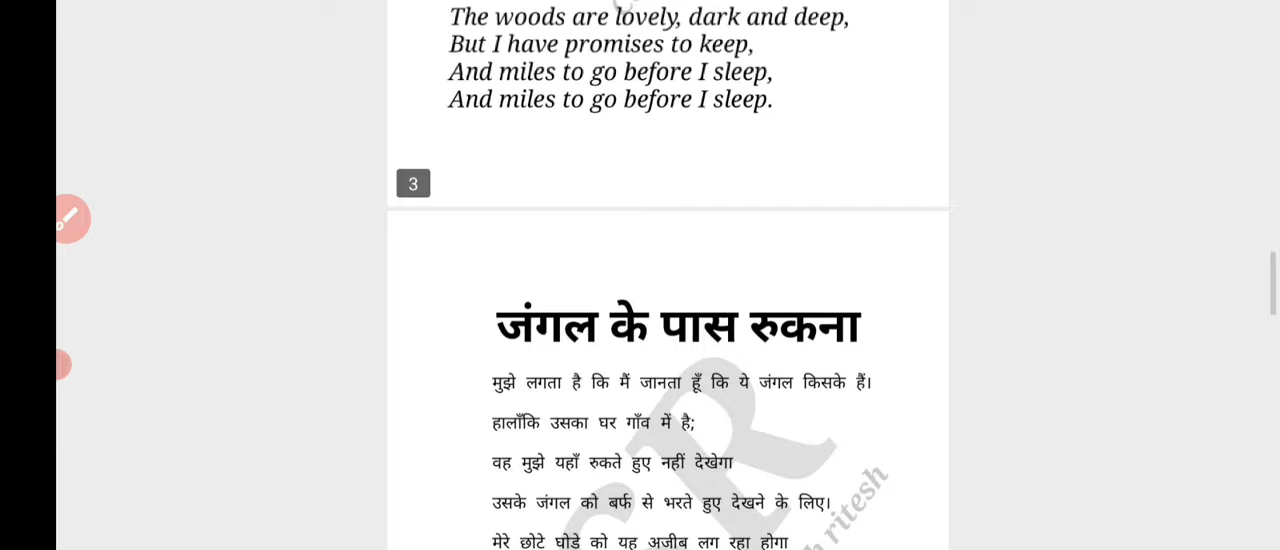 The woods are lovely, dark and deep,
But I have promises to keep,
And miles to go before I sleep,
And miles to go before I sleep.
3
जंगल के पास रुकना
मुझे लगता है कि मैं जानता हूँ कि ये जंगल किसके हैं।
हालाँकि उसका घर गाँव में है;
वह मुझे यहाँ रुकते हुए नहीं देखेगा
उसके जंगल को बर्फ से भरते हुए देखने के लिए।
मेरे छोटे घोड़े को यह अजीब लग रहा होगा
ritesh